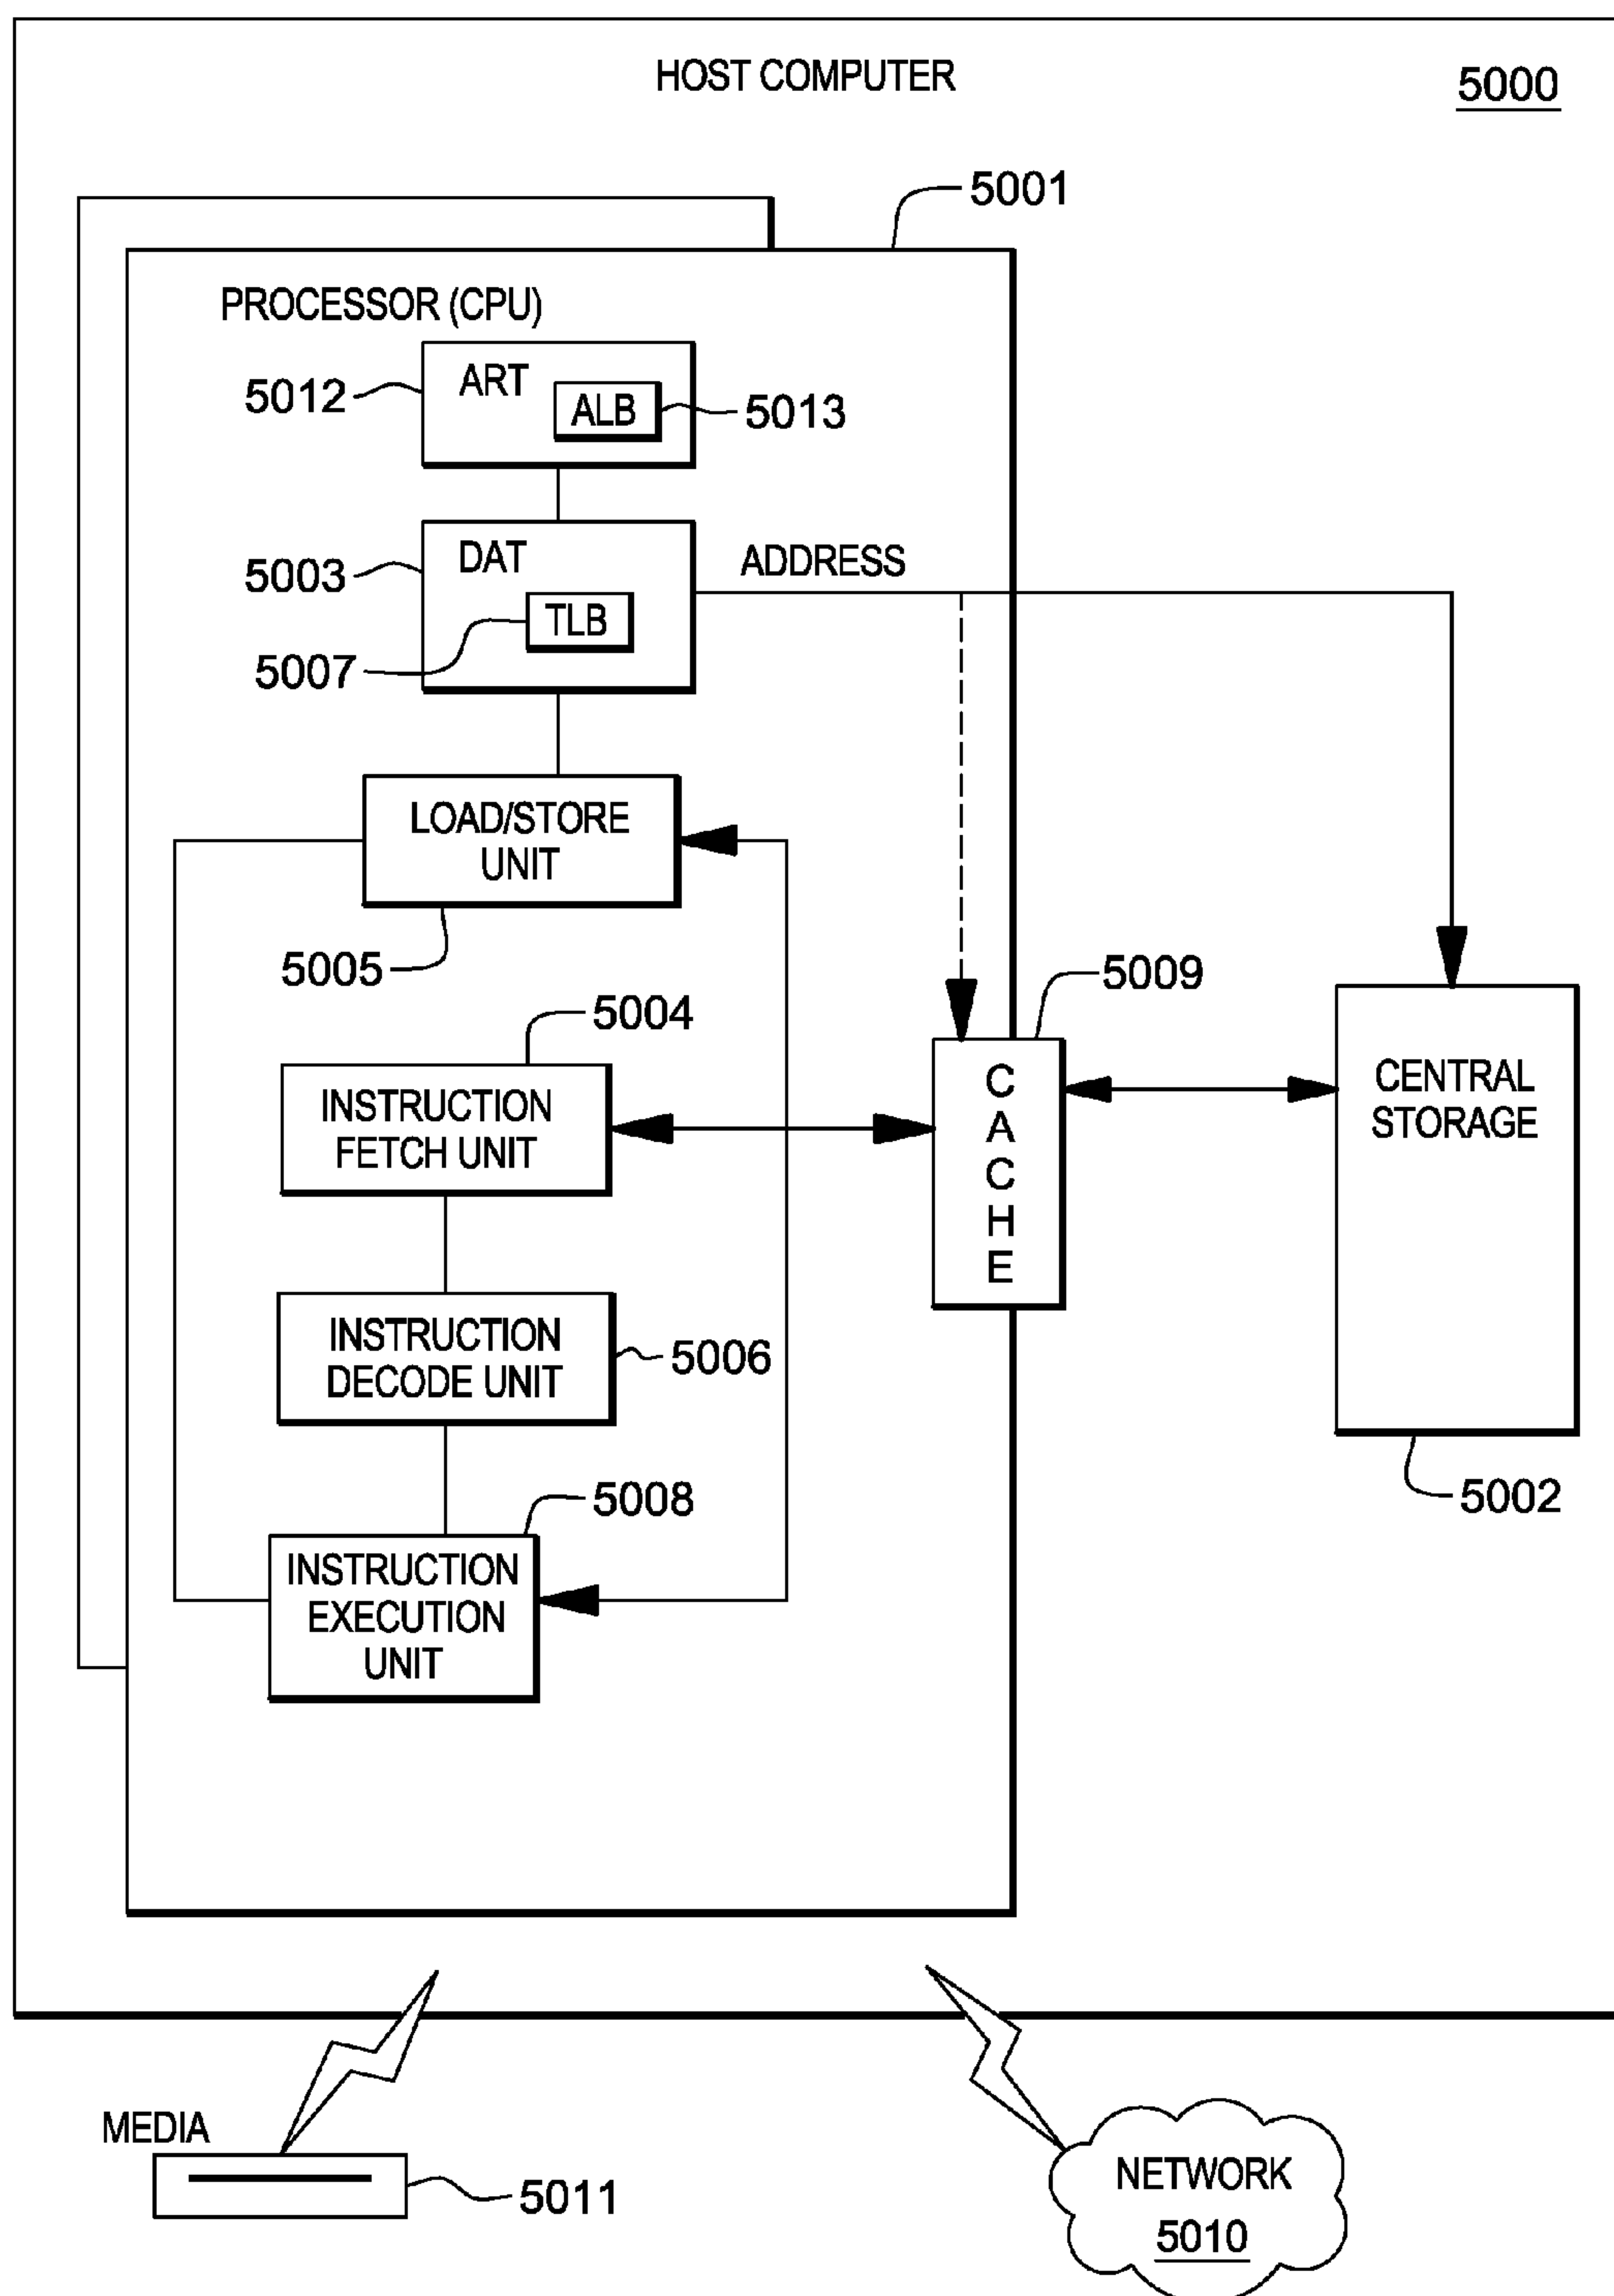 HOST COMPUTER
5000
5001
PROCESSOR (CPU)
ART
5012
ALB
5013
DAT
ADDRESS
5003
TLB
5007
LOAD/STORE
UNIT
5005
5009
5004
CACHE
INSTRUCTION
FETCH UNIT
CENTRAL
STORAGE
INSTRUCTION
DECODE UNIT
5006
5002
5008
INSTRUCTION
EXECUTION
UNIT
MEDIA
5011
NETWORK
5010